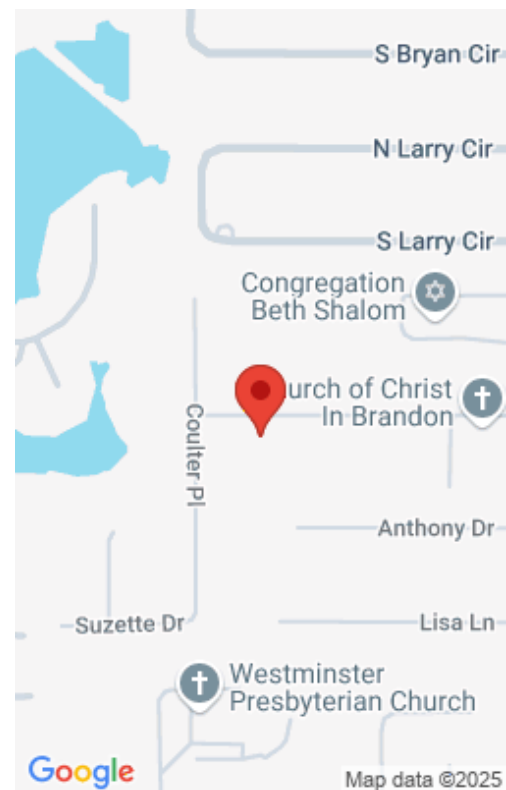 S Bryan Cir
N Larry Cir
S Larry Cir
Congregation
Beth Shalom
urch of Christ
In Brandon
Coulter Pl
Anthony Dr
Suzette Dr
Lisa Ln
Westminster
Presbyterian Church
Google
Map data ©2025